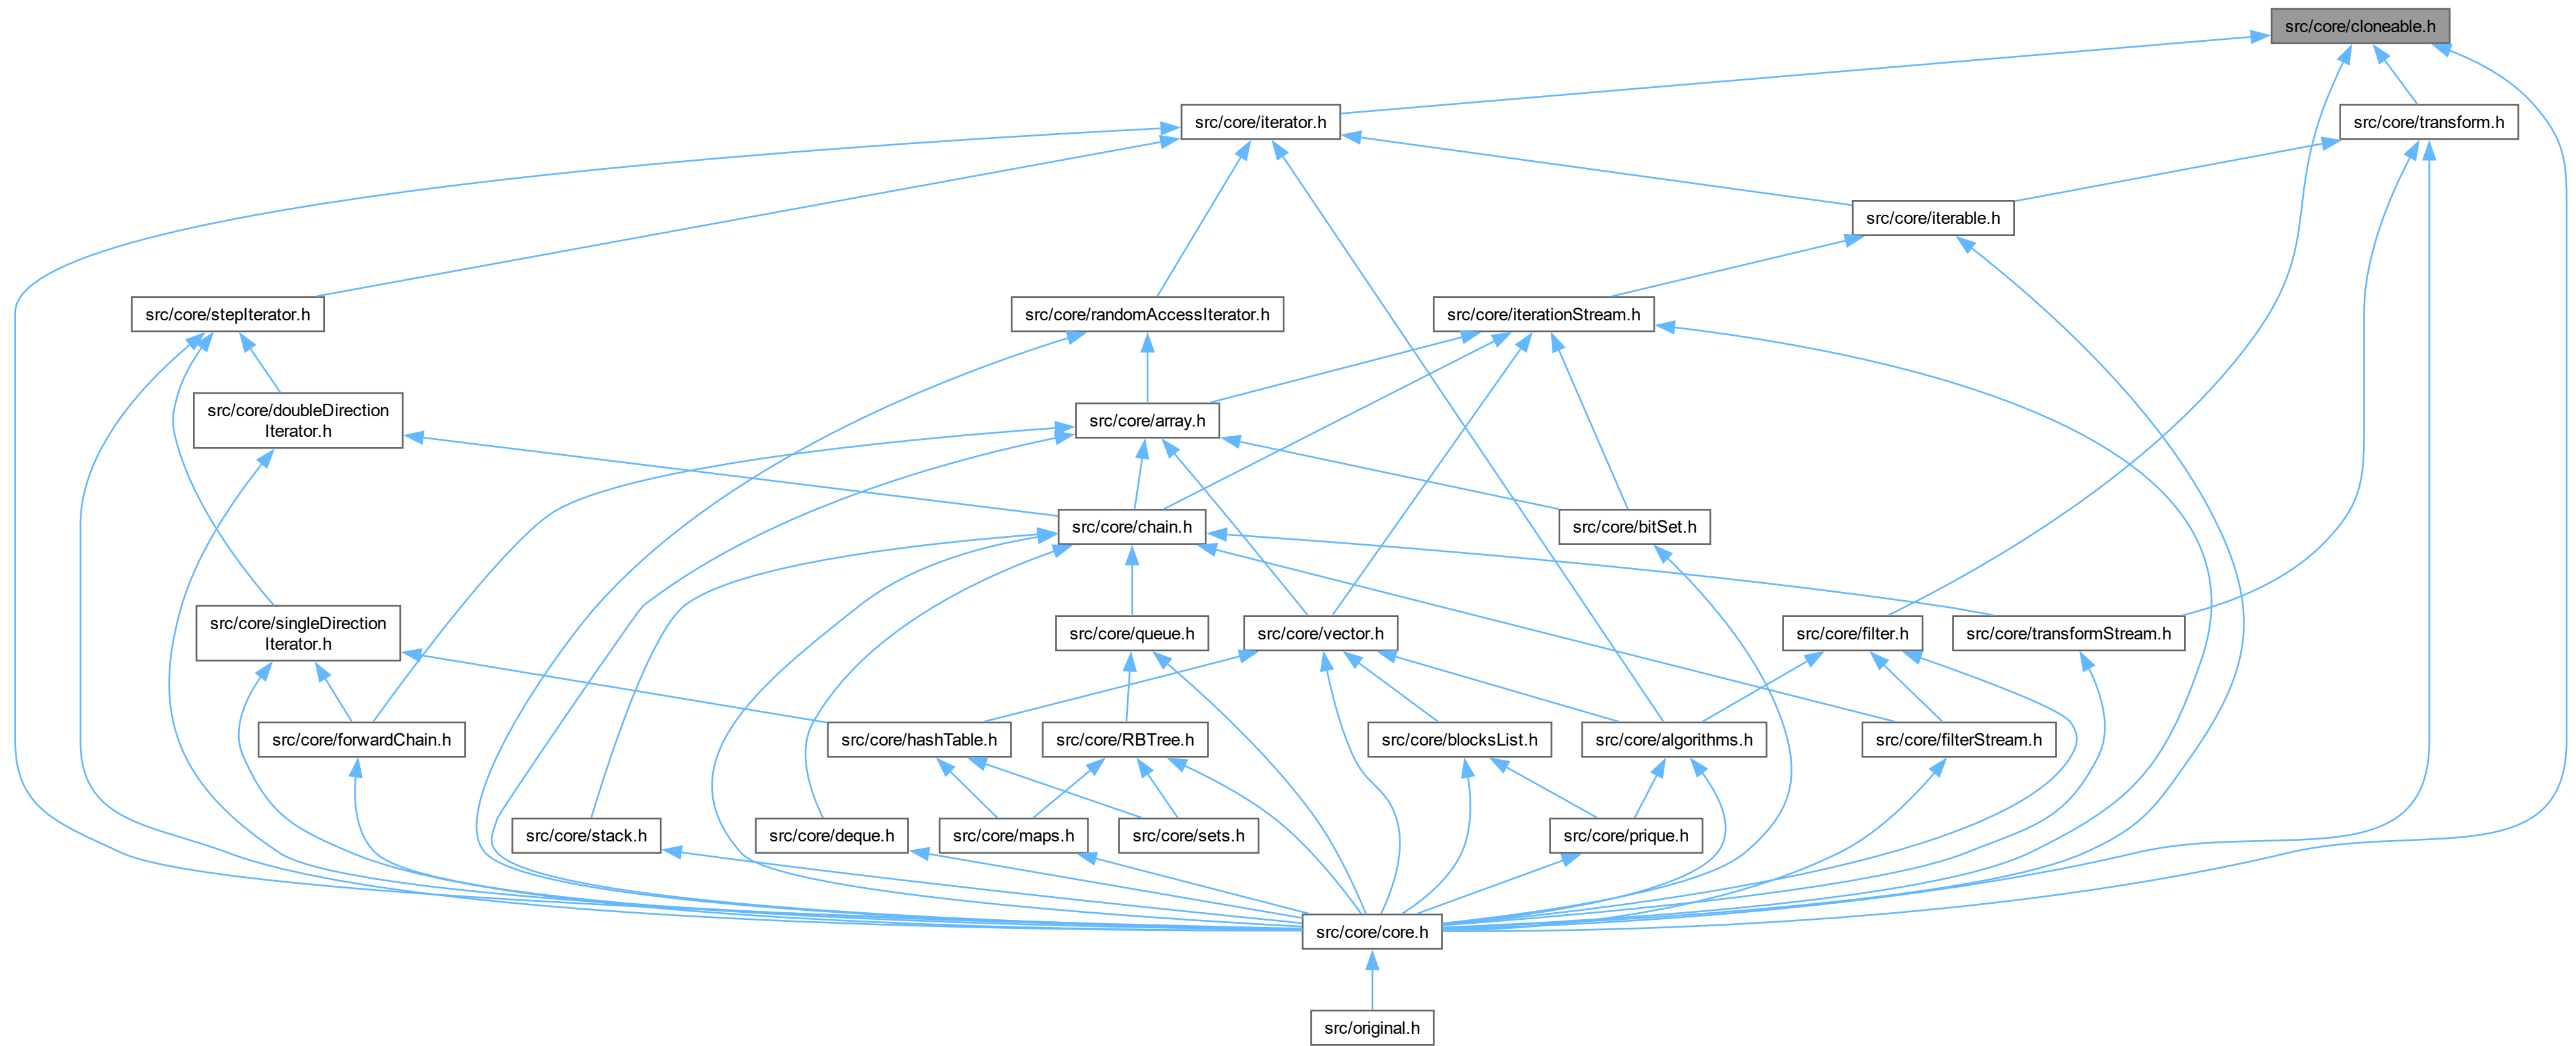 src/core/cloneable.h
src/core/iterator.h
src/core/transform.h
src/core/iterable.h
src/core/stepIterator.h
src/core/randomAccessIterator.h
src/core/iterationStream.h
src/core/doubleDirection
Iterator.h
src/core/array.h
src/core/chain.h
src/core/bitSet.h
src/core/singleDirection
Iterator.h
src/core/queue.h
src/core/vector.h
src/core/filter.h
src/core/transformStream.h
src/core/forwardChain.h
src/core/hashTable.h
src/core/RBTree.h
src/core/blocksList.h
src/core/algorithms.h
src/core/filterStream.h
src/core/stack.h
src/core/deque.h
src/core/maps.h
src/core/sets.h
src/core/prique.h
src/core/core.h
src/original.h